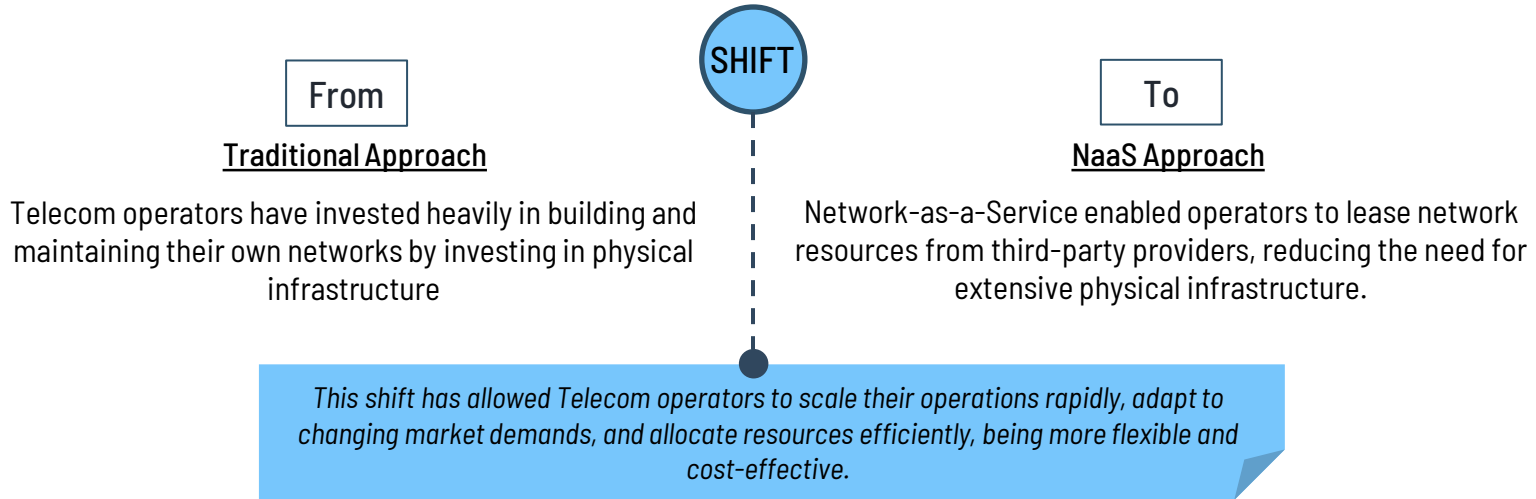 SHIFT
From
Traditional Approach
Telecom operators have invested heavily in building and
maintaining their own networks by investing in physical
infrastructure
To
NaaS Approach
Network-as-a-Service enabled operators to lease network
resources from third-party providers, reducing the need for
extensive physical infrastructure.
This shift has allowed Telecom operators to scale their operations rapidly, adapt to
changing market demands, and allocate resources efficiently, being more flexible and
cost-effective.